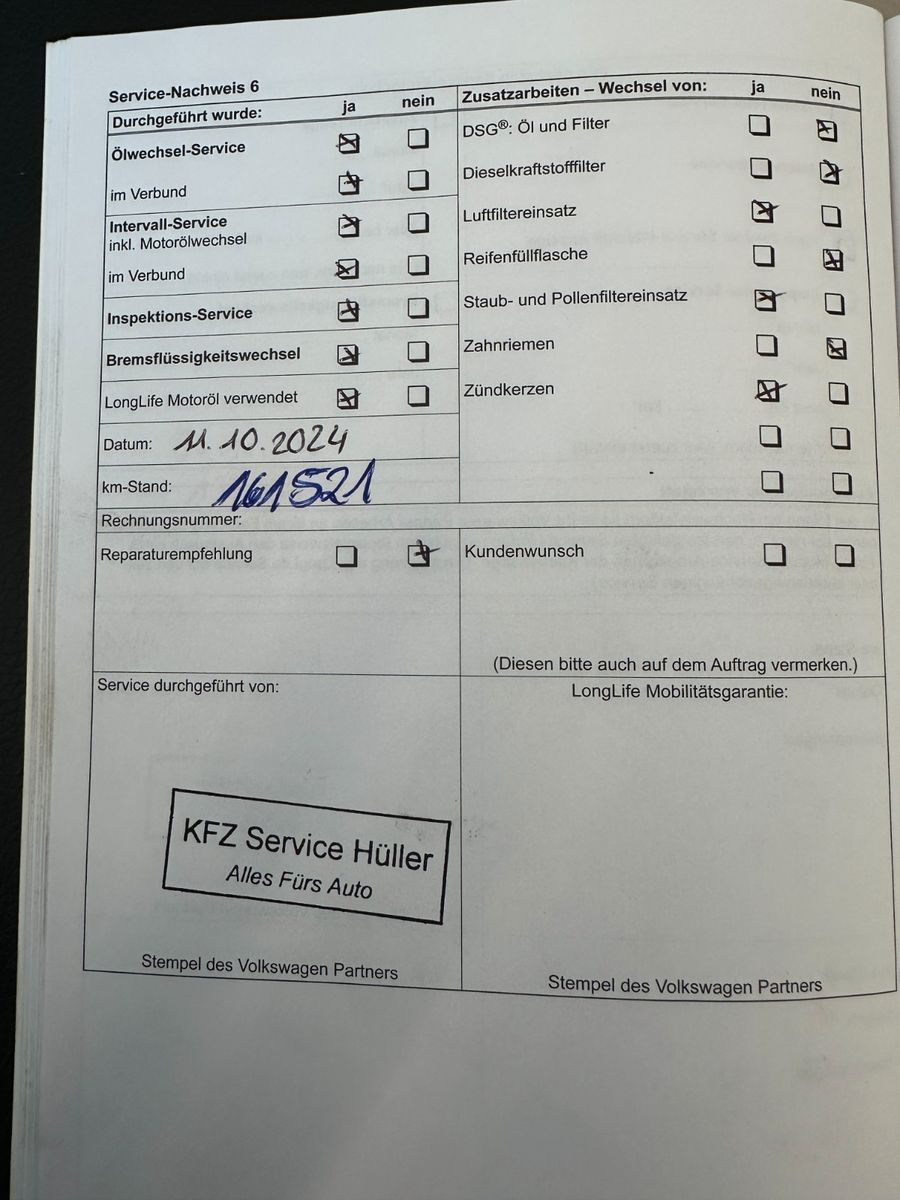 Service-Nachweis 6
Durchgeführt wurde: ja nein
Ölwechsel-Service
im Verbund
Intervall-Service
inkl. Motorölwechsel
im Verbund
Inspektions-Service
Bremsflüssigkeitswechsel
LongLife Motoröl verwendet
Datum: 11.10.2024
km-Stand: 161521
Zusatzarbeiten – Wechsel von: ja nein
DSG®: Öl und Filter
Dieselkraftstofffilter
Luftfiltereinsatz
Reifenfüllflasche
Staub- und Pollenfiltereinsatz
Zahnriemen
Zündkerzen
Rechnungsnummer:
Reparaturempfehlung
Kundenwunsch
(Diesen bitte auch auf dem Auftrag vermerken.)
Service durchgeführt von:
KFZ Service Hüller
Alles Fürs Auto
Stempel des Volkswagen Partners
LongLife Mobilitätsgarantie:
Stempel des Volkswagen Partners